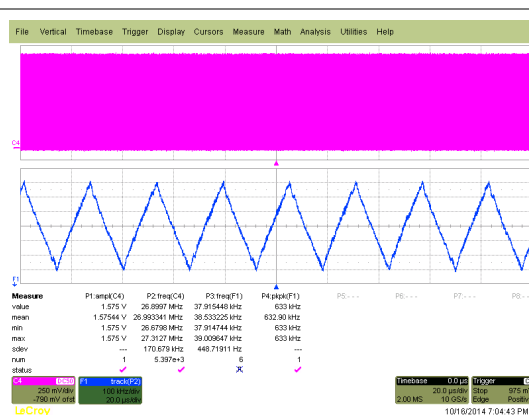 File Vertical Timebase Trigger Display Cursors Measure Math Analysis Utilities Help
C4
F1
Measure P1:ampl(C4) P2:freq(C4) P3:freq(F1) P4:pkpk(F1) P5:- - - P6:- - - P7:- - - P8:-
value 1.575 V 26.8997 MHz 37.915448 kHz 633 kHz
mean 1.57544 V 26.993341 MHz 38.533225 kHz 632.90 kHz
min 1.575 V 26.6798 MHz 37.914744 kHz 633 kHz
max 1.575 V 27.3127 MHz 39.009647 kHz 633 kHz
sdev --- 170.679 kHz 448.71911 Hz ---
num 1 5.397e+3 6 1
status
C4 DC50 F1 track(P2) Timebase 0.0 µs Trigger C
250 mV/div 100 kHz/div 20.0 µs/div Stop 975 m
-790 mV ofst 20.0 µs/div 2.00 MS 10 GS/s Edge Positiv
LeCroy 10/16/2014 7:04:43 PM